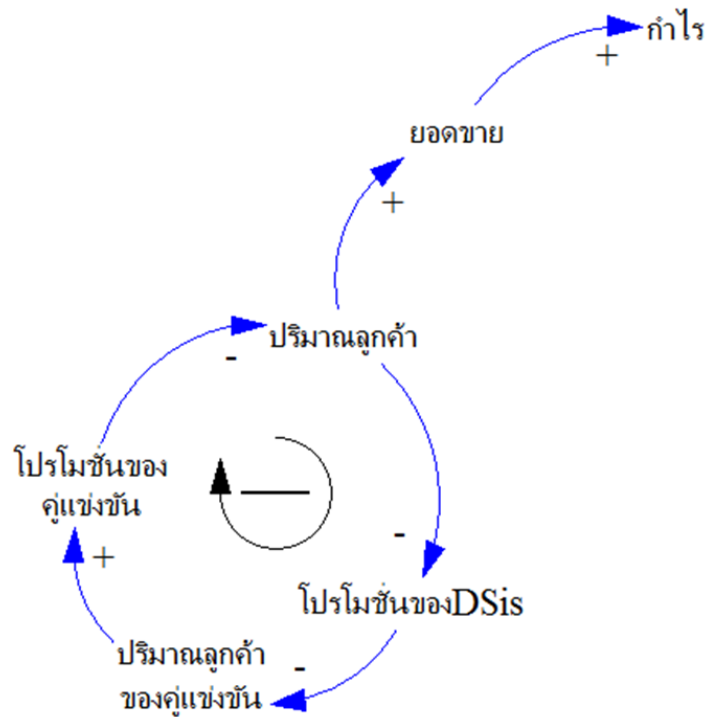 กำไร
+
ยอดขาย
+
ปริมาณลูกค้า
-
โปรโมชั่นของ
คู่แข่งขัน
-
+
โปรโมชั่นของDSis
ปริมาณลูกค้า
ของคู่แข่งขัน
-